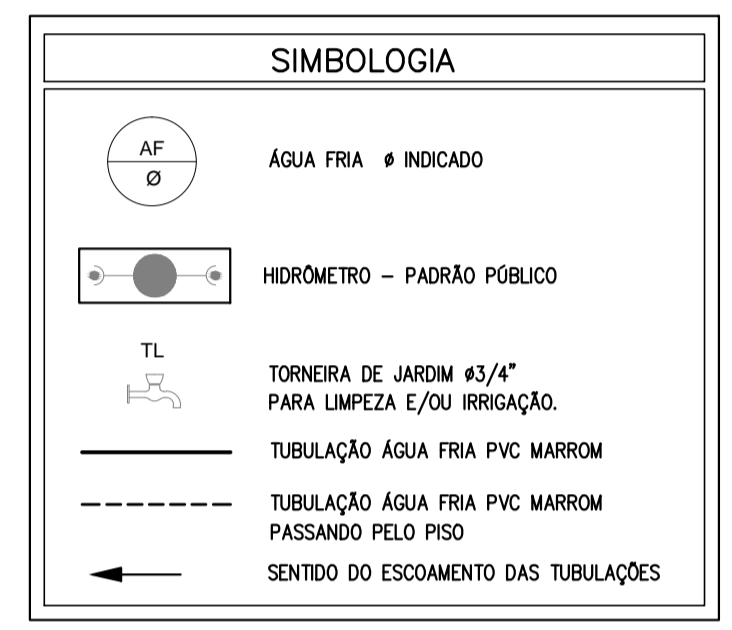 SIMBOLOGIA
AF
Ø
ÁGUA FRIA ø INDICADO
HIDRÔMETRO – PADRÃO PÚBLICO
TL
TORNEIRA DE JARDIM ø3/4"
PARA LIMPEZA E/OU IRRIGAÇÃO.
TUBULAÇÃO ÁGUA FRIA PVC MARROM
TUBULAÇÃO ÁGUA FRIA PVC MARROM
PASSANDO PELO PISO
SENTIDO DO ESCOAMENTO DAS TUBULAÇÕES